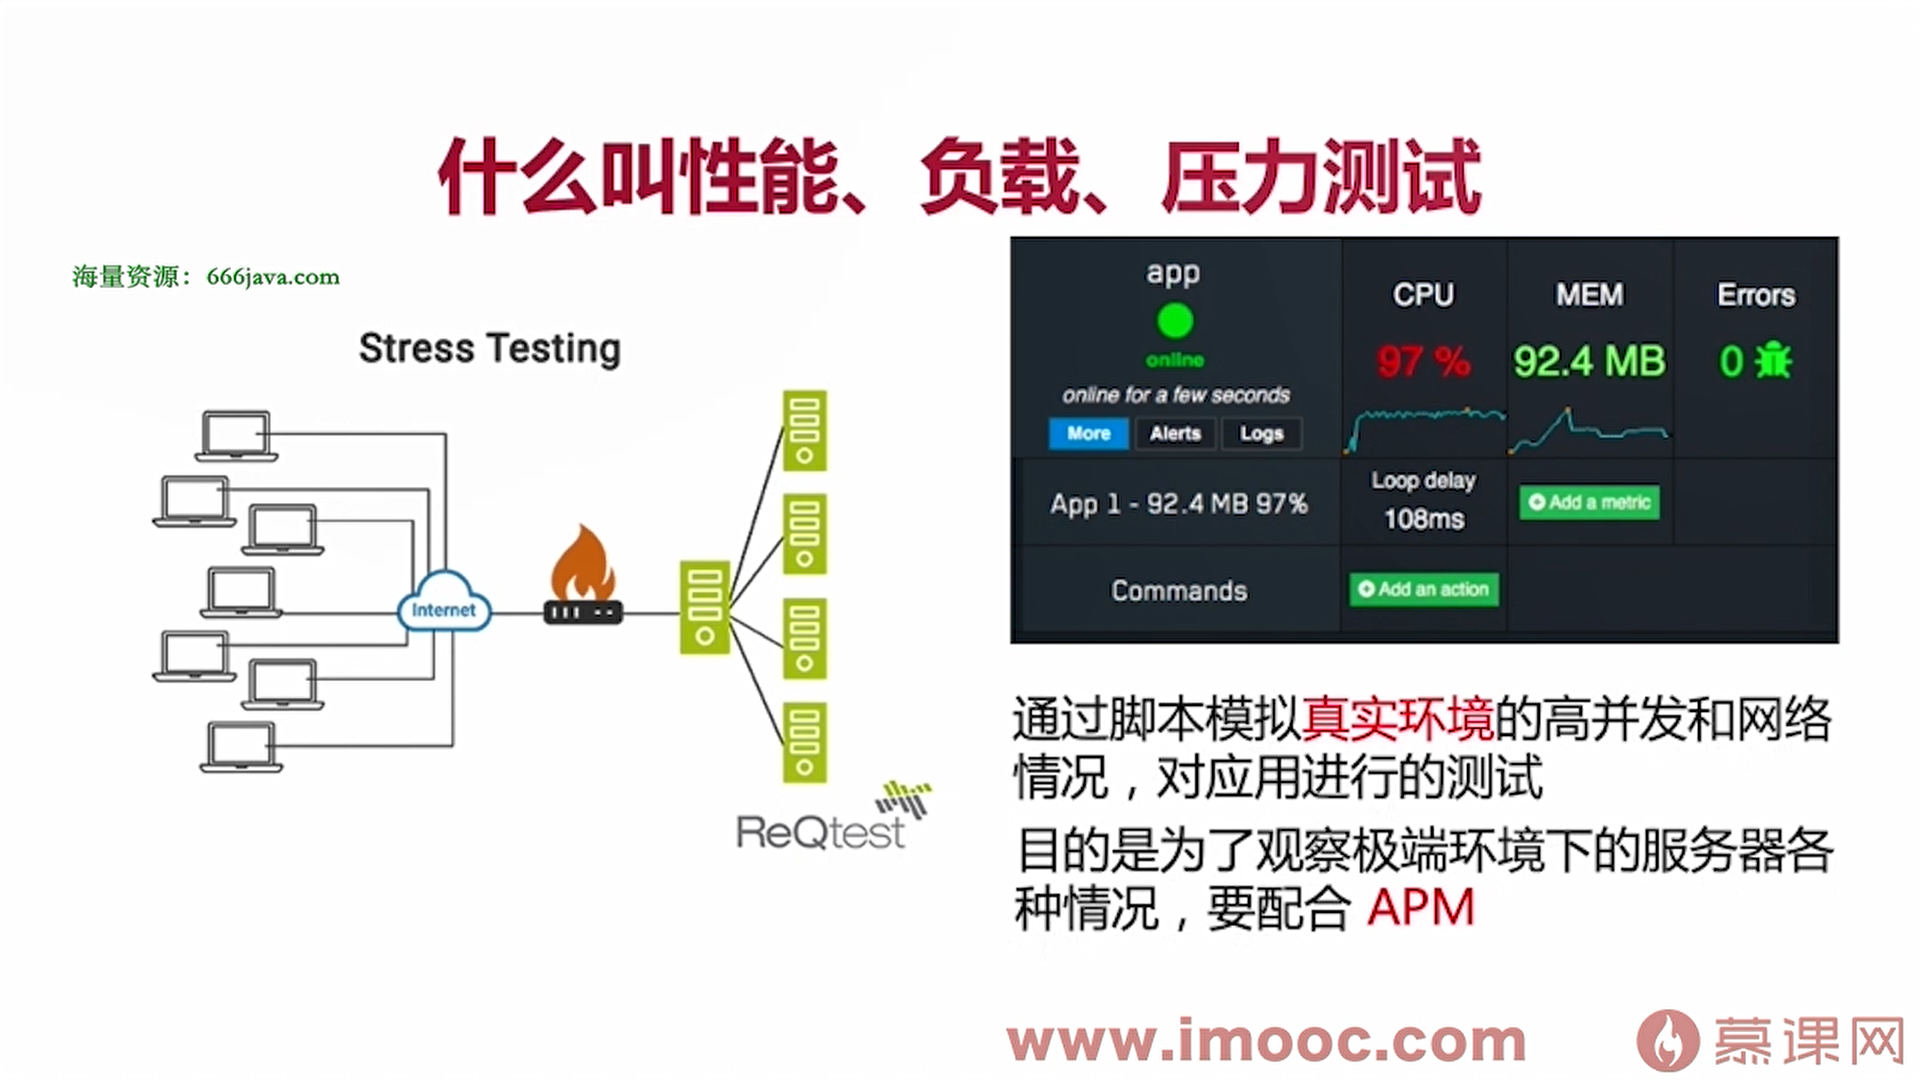 什么叫性能、负载、压力测试
海量资源：666java.com
Stress Testing
Internet
ReQtest
app
online
online for a few seconds
More
Alerts
Logs
CPU
97 %
MEM
92.4 MB
Errors
0
App 1 - 92.4 MB 97%
Loop delay
108ms
Add a metric
Commands
Add an action
通过脚本模拟真实环境的高并发和网络
情况，对应用进行的测试
目的是为了观察极端环境下的服务器各
种情况，要配合 APM
www.imooc.com
慕课网